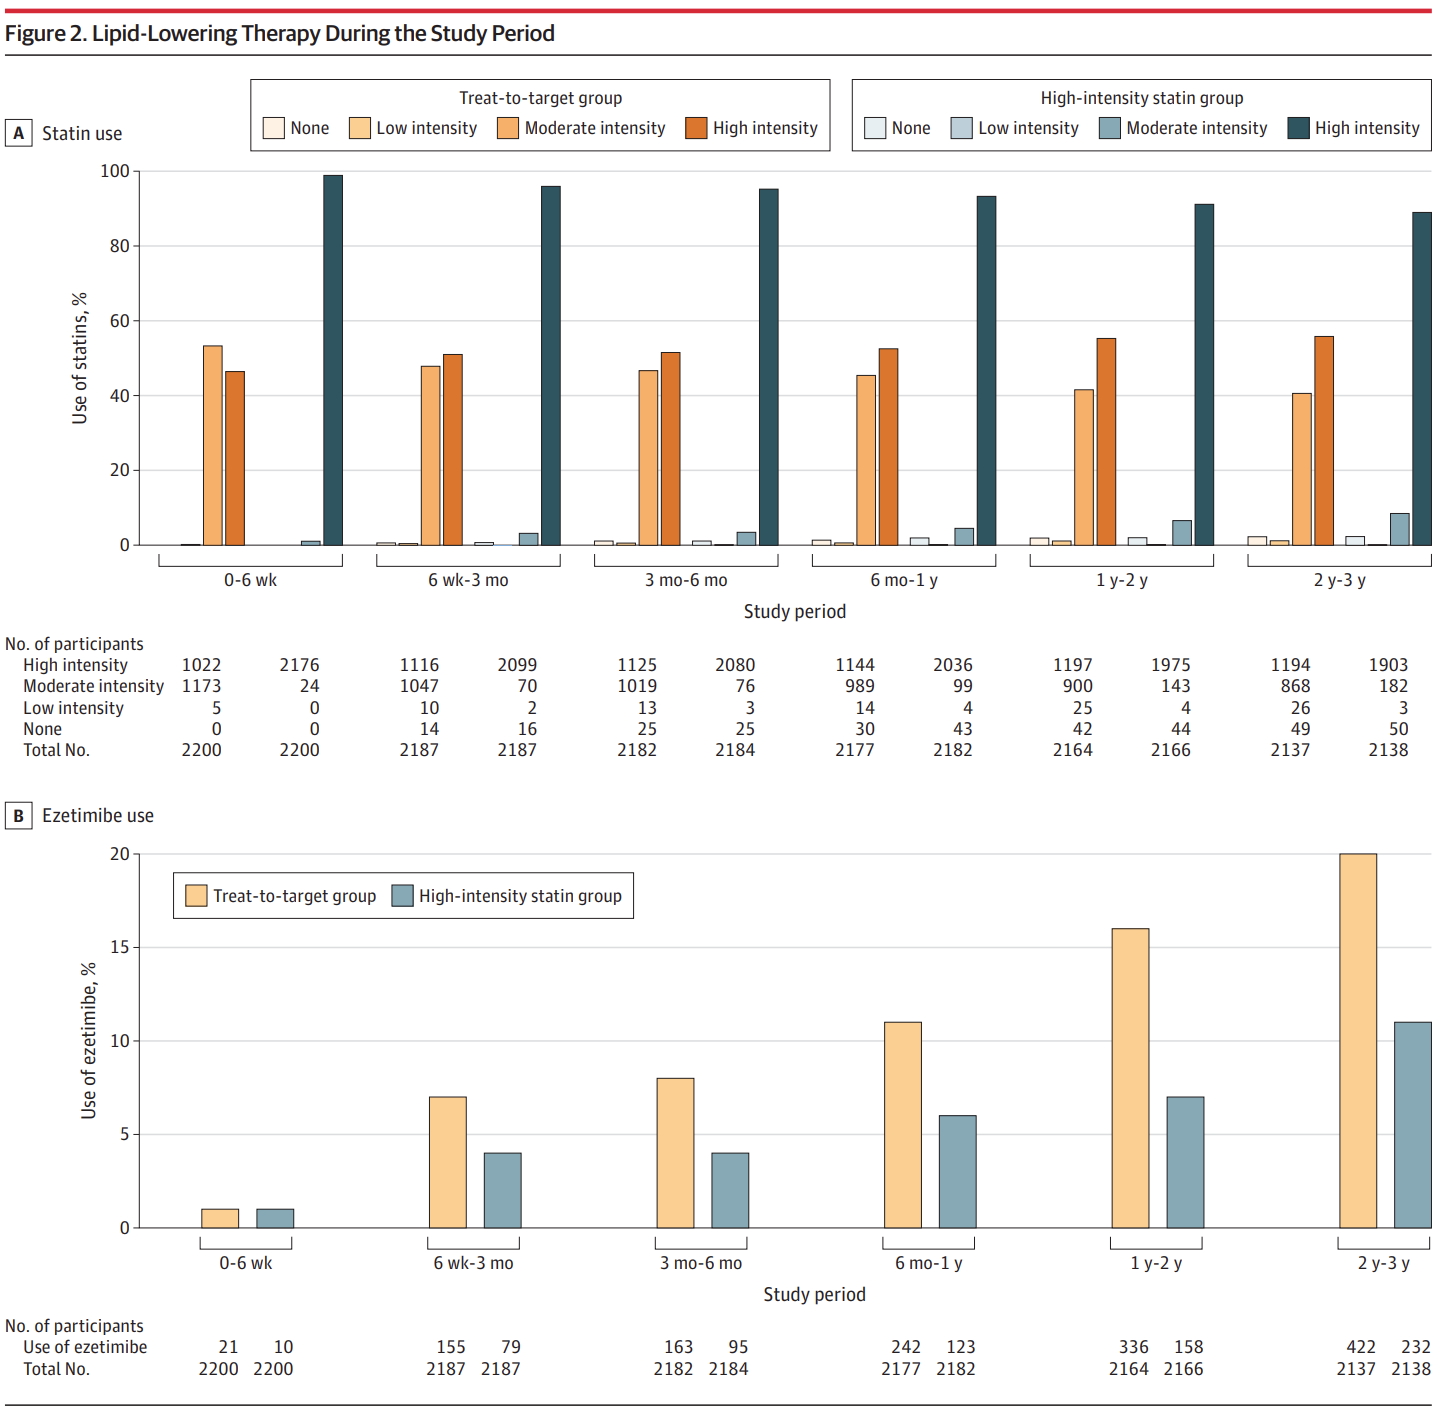 Figure 2. Lipid-Lowering Therapy During the Study Period
Treat-to-target group
None Low intensity Moderate intensity High intensity
High-intensity statin group
None Low intensity Moderate intensity High intensity
A Statin use
100
80
60
40
20
0
Use of statins, %
0-6 wk 6 wk-3 mo 3 mo-6 mo 6 mo-1 y 1 y-2 y 2 y-3 y
Study period
No. of participants
High intensity 1022 2176 1116 2099 1125 2080 1144 2036 1197 1975 1194 1903
Moderate intensity 1173 24 1047 70 1019 76 989 99 900 143 868 182
Low intensity 5 0 10 2 13 3 14 4 25 4 26 3
None 0 0 14 16 25 25 30 43 42 44 49 50
Total No. 2200 2200 2187 2187 2182 2184 2177 2182 2164 2166 2137 2138
B Ezetimibe use
Treat-to-target group High-intensity statin group
20
15
10
5
0
Use of ezetimibe, %
0-6 wk 6 wk-3 mo 3 mo-6 mo 6 mo-1 y 1 y-2 y 2 y-3 y
Study period
No. of participants
Use of ezetimibe 21 10 155 79 163 95 242 123 336 158 422 232
Total No. 2200 2200 2187 2187 2182 2184 2177 2182 2164 2166 2137 2138